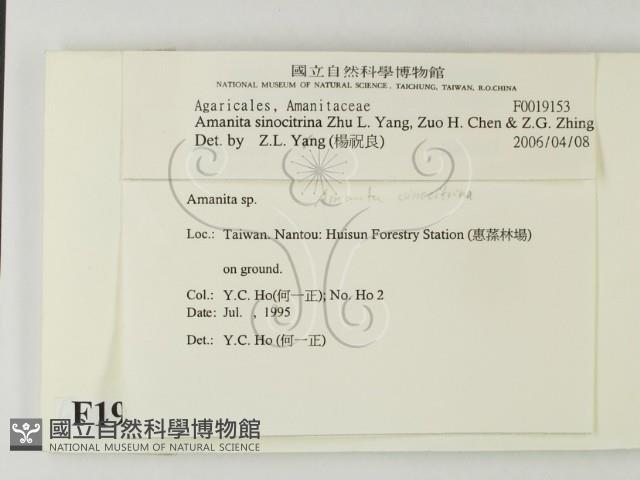 國立自然科學博物館
NATIONAL MUSEUM OF NATURAL SCIENCE, TAICHUNG, TAIWAN, R.O.CHINA
Agaricales, Amanitaceae F0019153
Amanita sinocitrina Zhu L. Yang, Zuo H. Chen & Z.G. Zhing
Det. by Z.L. Yang (楊祝良) 2006/04/08
Amanita sp. Amanita sinocitrina
Loc.: Taiwan. Nantou: Huisun Forestry Station (惠蓀林場)
on ground.
Col.: Y.C. Ho(何一正); No. Ho 2
Date: Jul. , 1995
Det.: Y.C. Ho (何一正)
F19
國立自然科學博物館
NATIONAL MUSEUM OF NATURAL SCIENCE